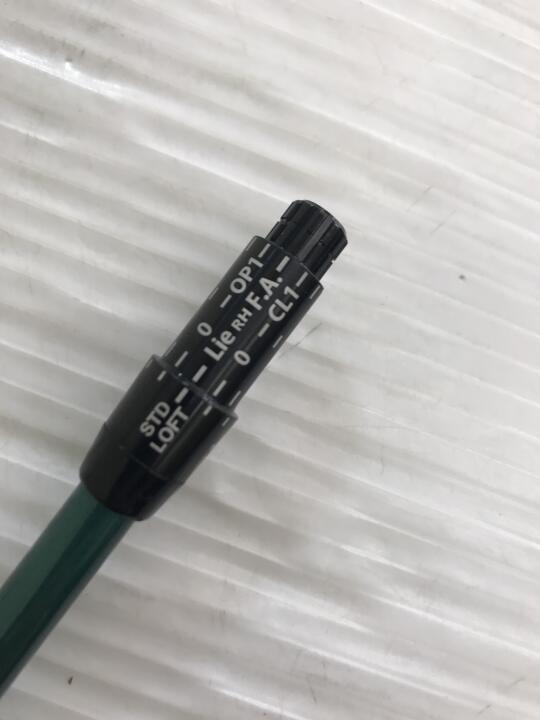 0 – OP1 –
– Lie RH F.A. –
0 – CL1 –
STD –
LOFT